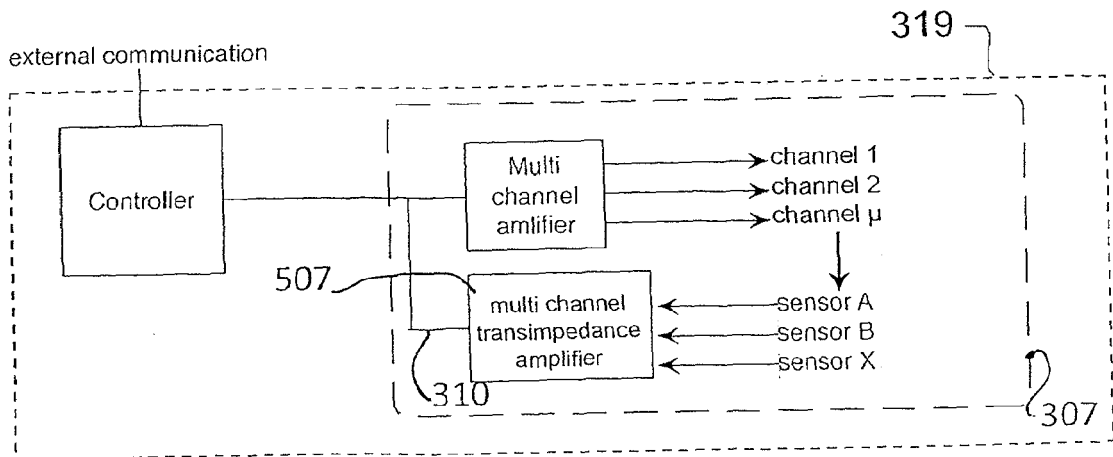 319
external communication
Controller
Multi
channel
amlifier
channel 1
channel 2
channel µ
507
multi channel
transimpedance
amplifier
sensor A
sensor B
sensor X
310
307